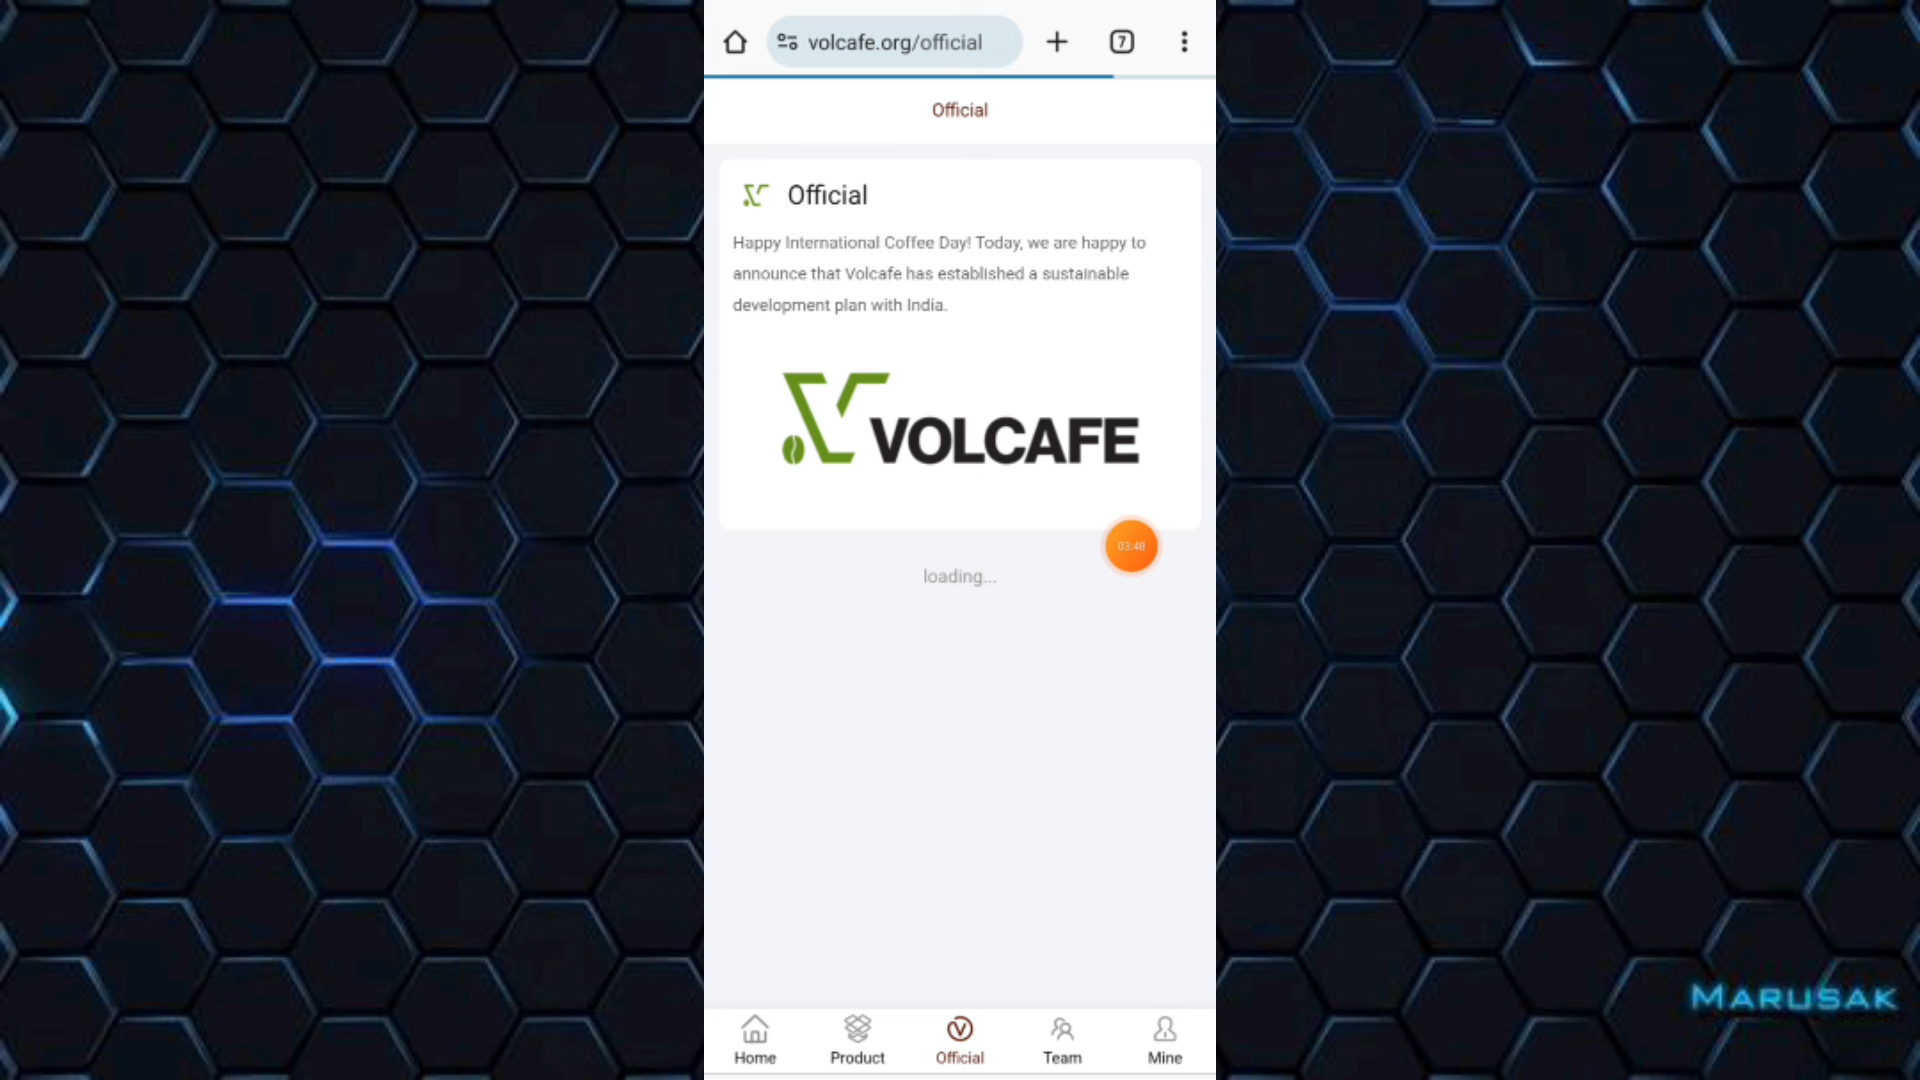 volcafe.org/official
7
Official
Official
Happy International Coffee Day! Today, we are happy to
announce that Volcafe has established a sustainable
development plan with India.
VOLCAFE
03:48
loading...
Home Product Official Team Mine
MARUSAK